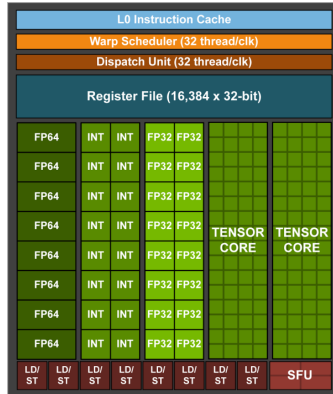 L0 Instruction Cache
Warp Scheduler (32 thread/clk)
Dispatch Unit (32 thread/clk)
Register File (16,384 x 32-bit)
FP64 INT INT FP32 FP32
FP64 INT INT FP32 FP32
FP64 INT INT FP32 FP32
FP64 INT INT FP32 FP32 TENSOR TENSOR
CORE CORE
FP64 INT INT FP32 FP32
FP64 INT INT FP32 FP32
FP64 INT INT FP32 FP32
FP64 INT INT FP32 FP32
LD/ LD/ LD/ LD/ LD/ LD/ LD/ LD/ SFU
ST ST ST ST ST ST ST ST